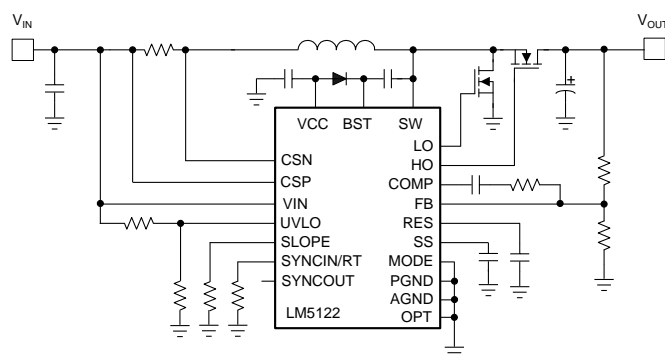 VIN
VOUT
VCC
BST
SW
LO
HO
CSN
COMP
CSP
FB
VIN
RES
UVLO
SS
SLOPE
MODE
SYNCIN/RT
PGND
SYNCOUT
AGND
LM5122
OPT
+